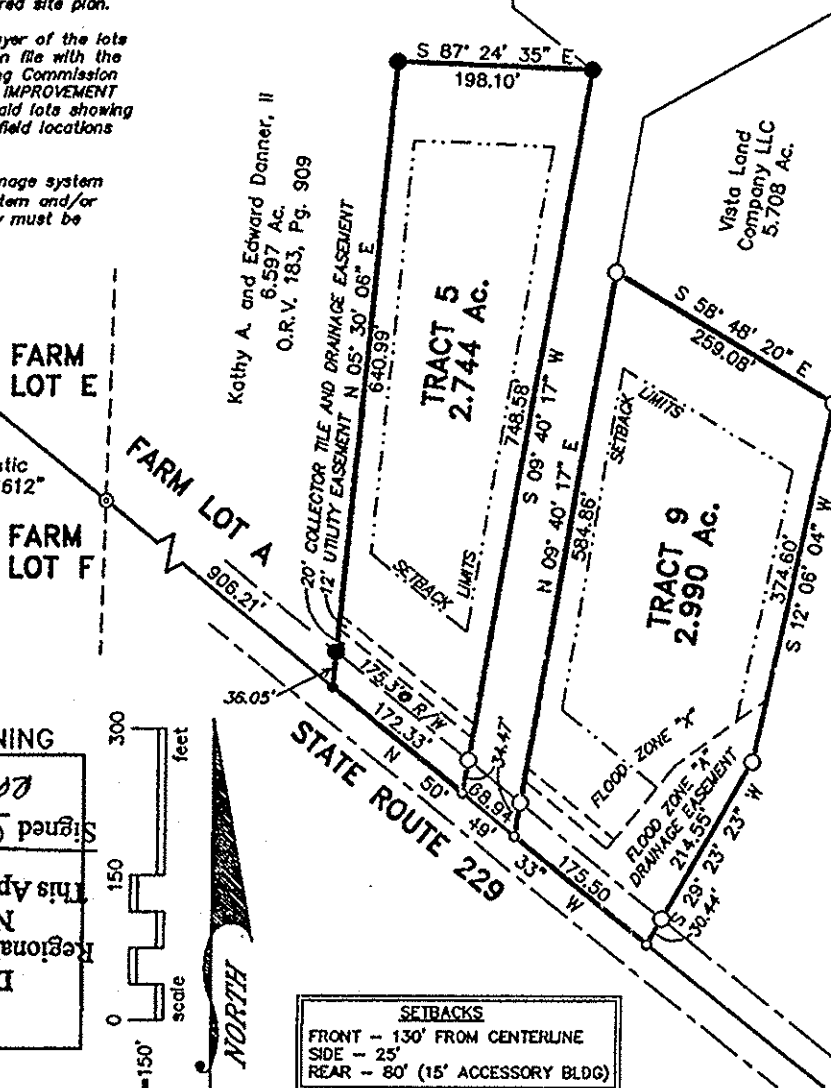 red site plan.
yer of the lots
n file with the
g Commission
IMPROVEMENT
aid lots showing
field locations
nage system
tem and/or
y must be
S 87° 24' 35" E
198.10'
Kathy A. and Edward Danner, II
6.597 Ac.
O.R.V. 183, Pg. 909
20' COLLECTOR TILE AND DRAINAGE EASEMENT
12' UTILITY EASEMENT
N 05° 30' 06" E
640.99'
TRACT 5
2.744 Ac.
748.58'
S 09° 40' 17" W
N 09° 40' 17" E
584.86'
SETBACK LIMITS
Vista Land
Company LLC
5.708 Ac.
S 58° 48' 20" E
259.08'
SETBACK LIMITS
TRACT 9
2.990 Ac.
374.60'
S 12° 06' 04" W
FARM
LOT E
FARM LOT A
tic
612"
FARM
LOT F
906.21'
36.05'
175.3'
R/W
172.33'
34.47'
68.94'
N 50° 49' 33" W
175.50
STATE ROUTE 229
FLOOD ZONE "X"
FLOOD ZONE "A"
DRAINAGE EASEMENT
214.55'
S 29° 23' 23" W
30.44'
NING
Signed
This Ap
N
Regional
D
300
feet
150
0
scale
=150'
NORTH
SETBACKS
FRONT - 130' FROM CENTERLINE
SIDE - 25'
REAR - 80' (15' ACCESSORY BLDG)